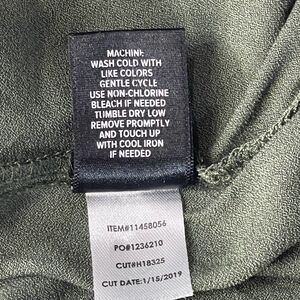 MACHINE
WASH COLD WITH
LIKE COLORS
GENTLE CYCLE
USE NON-CHLORINE
BLEACH IF NEEDED
TUMBLE DRY LOW
REMOVE PROMPTLY
AND TOUCH UP
WITH COOL IRON
IF NEEDED
ITEM#11458056
PO#1236210
CUT#H18325
CUT DATE:1/15/2019